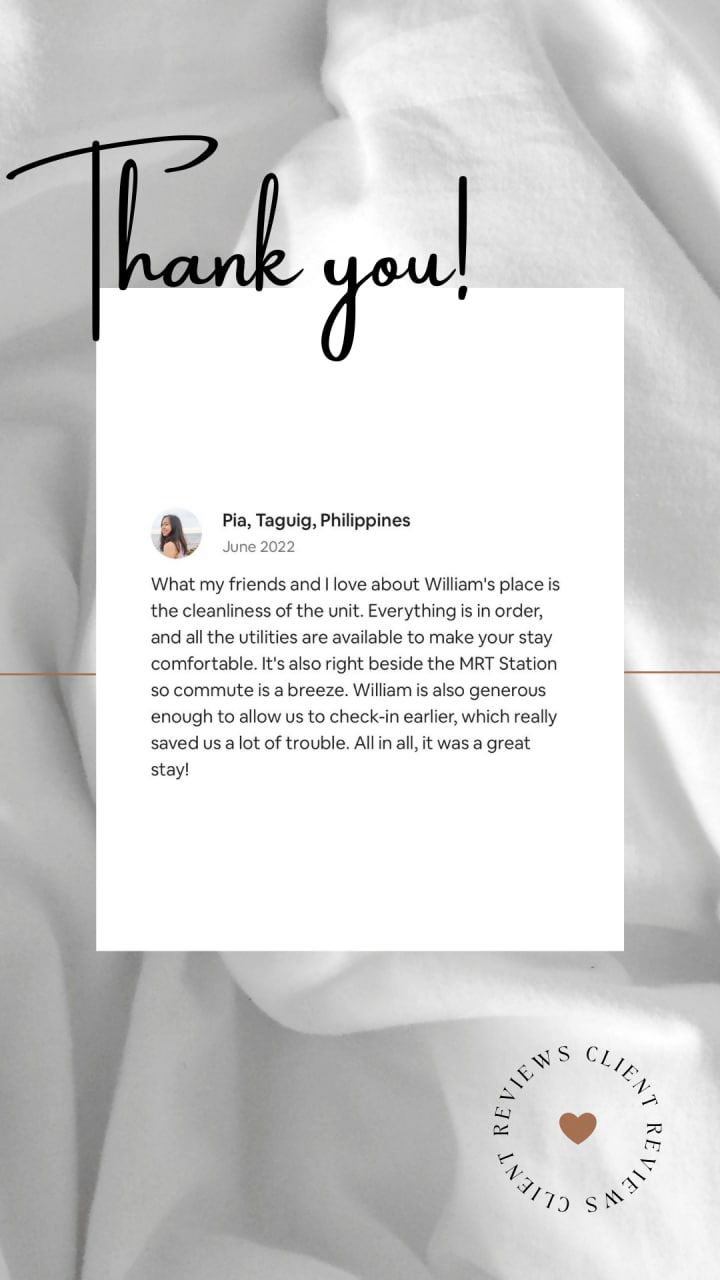 Thank you!
Pia, Taguig, Philippines
June 2022
What my friends and I love about William's place is
the cleanliness of the unit. Everything is in order,
and all the utilities are available to make your stay
comfortable. It's also right beside the MRT Station
so commute is a breeze. William is also generous
enough to allow us to check-in earlier, which really
saved us a lot of trouble. All in all, it was a great
stay!
CLIENT REVIEWS CLIENT REVIEWS